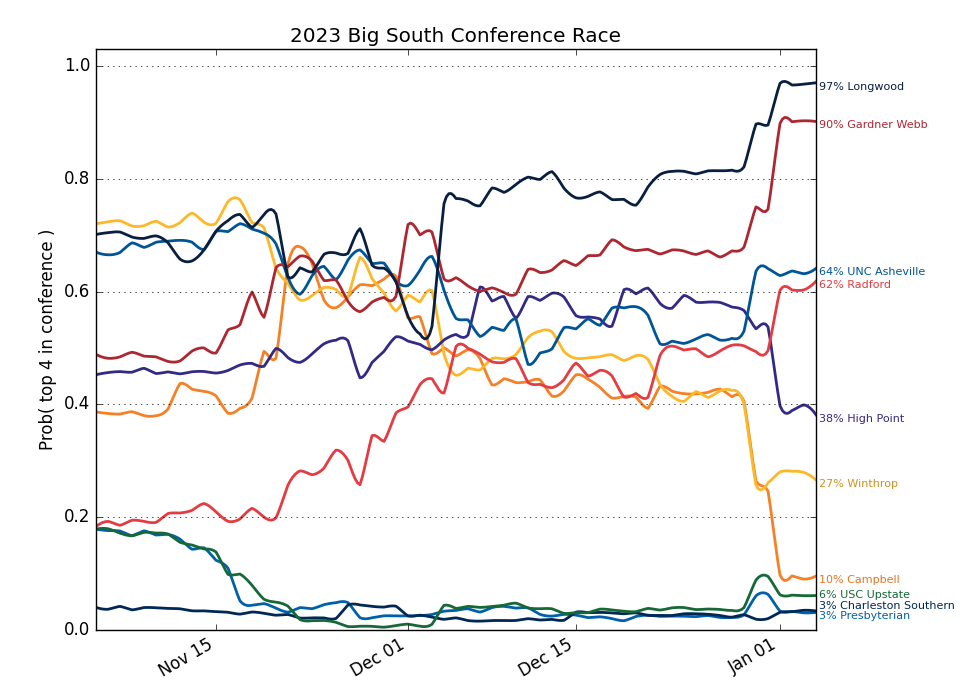 2023 Big South Conference Race
Prob( top 4 in conference )
1.0
0.8
0.6
0.4
0.2
0.0
Nov 15
Dec 01
Dec 15
Jan 01
97% Longwood
90% Gardner Webb
64% UNC Asheville
62% Radford
38% High Point
27% Winthrop
10% Campbell
6% USC Upstate
3% Charleston Southern
3% Presbyterian